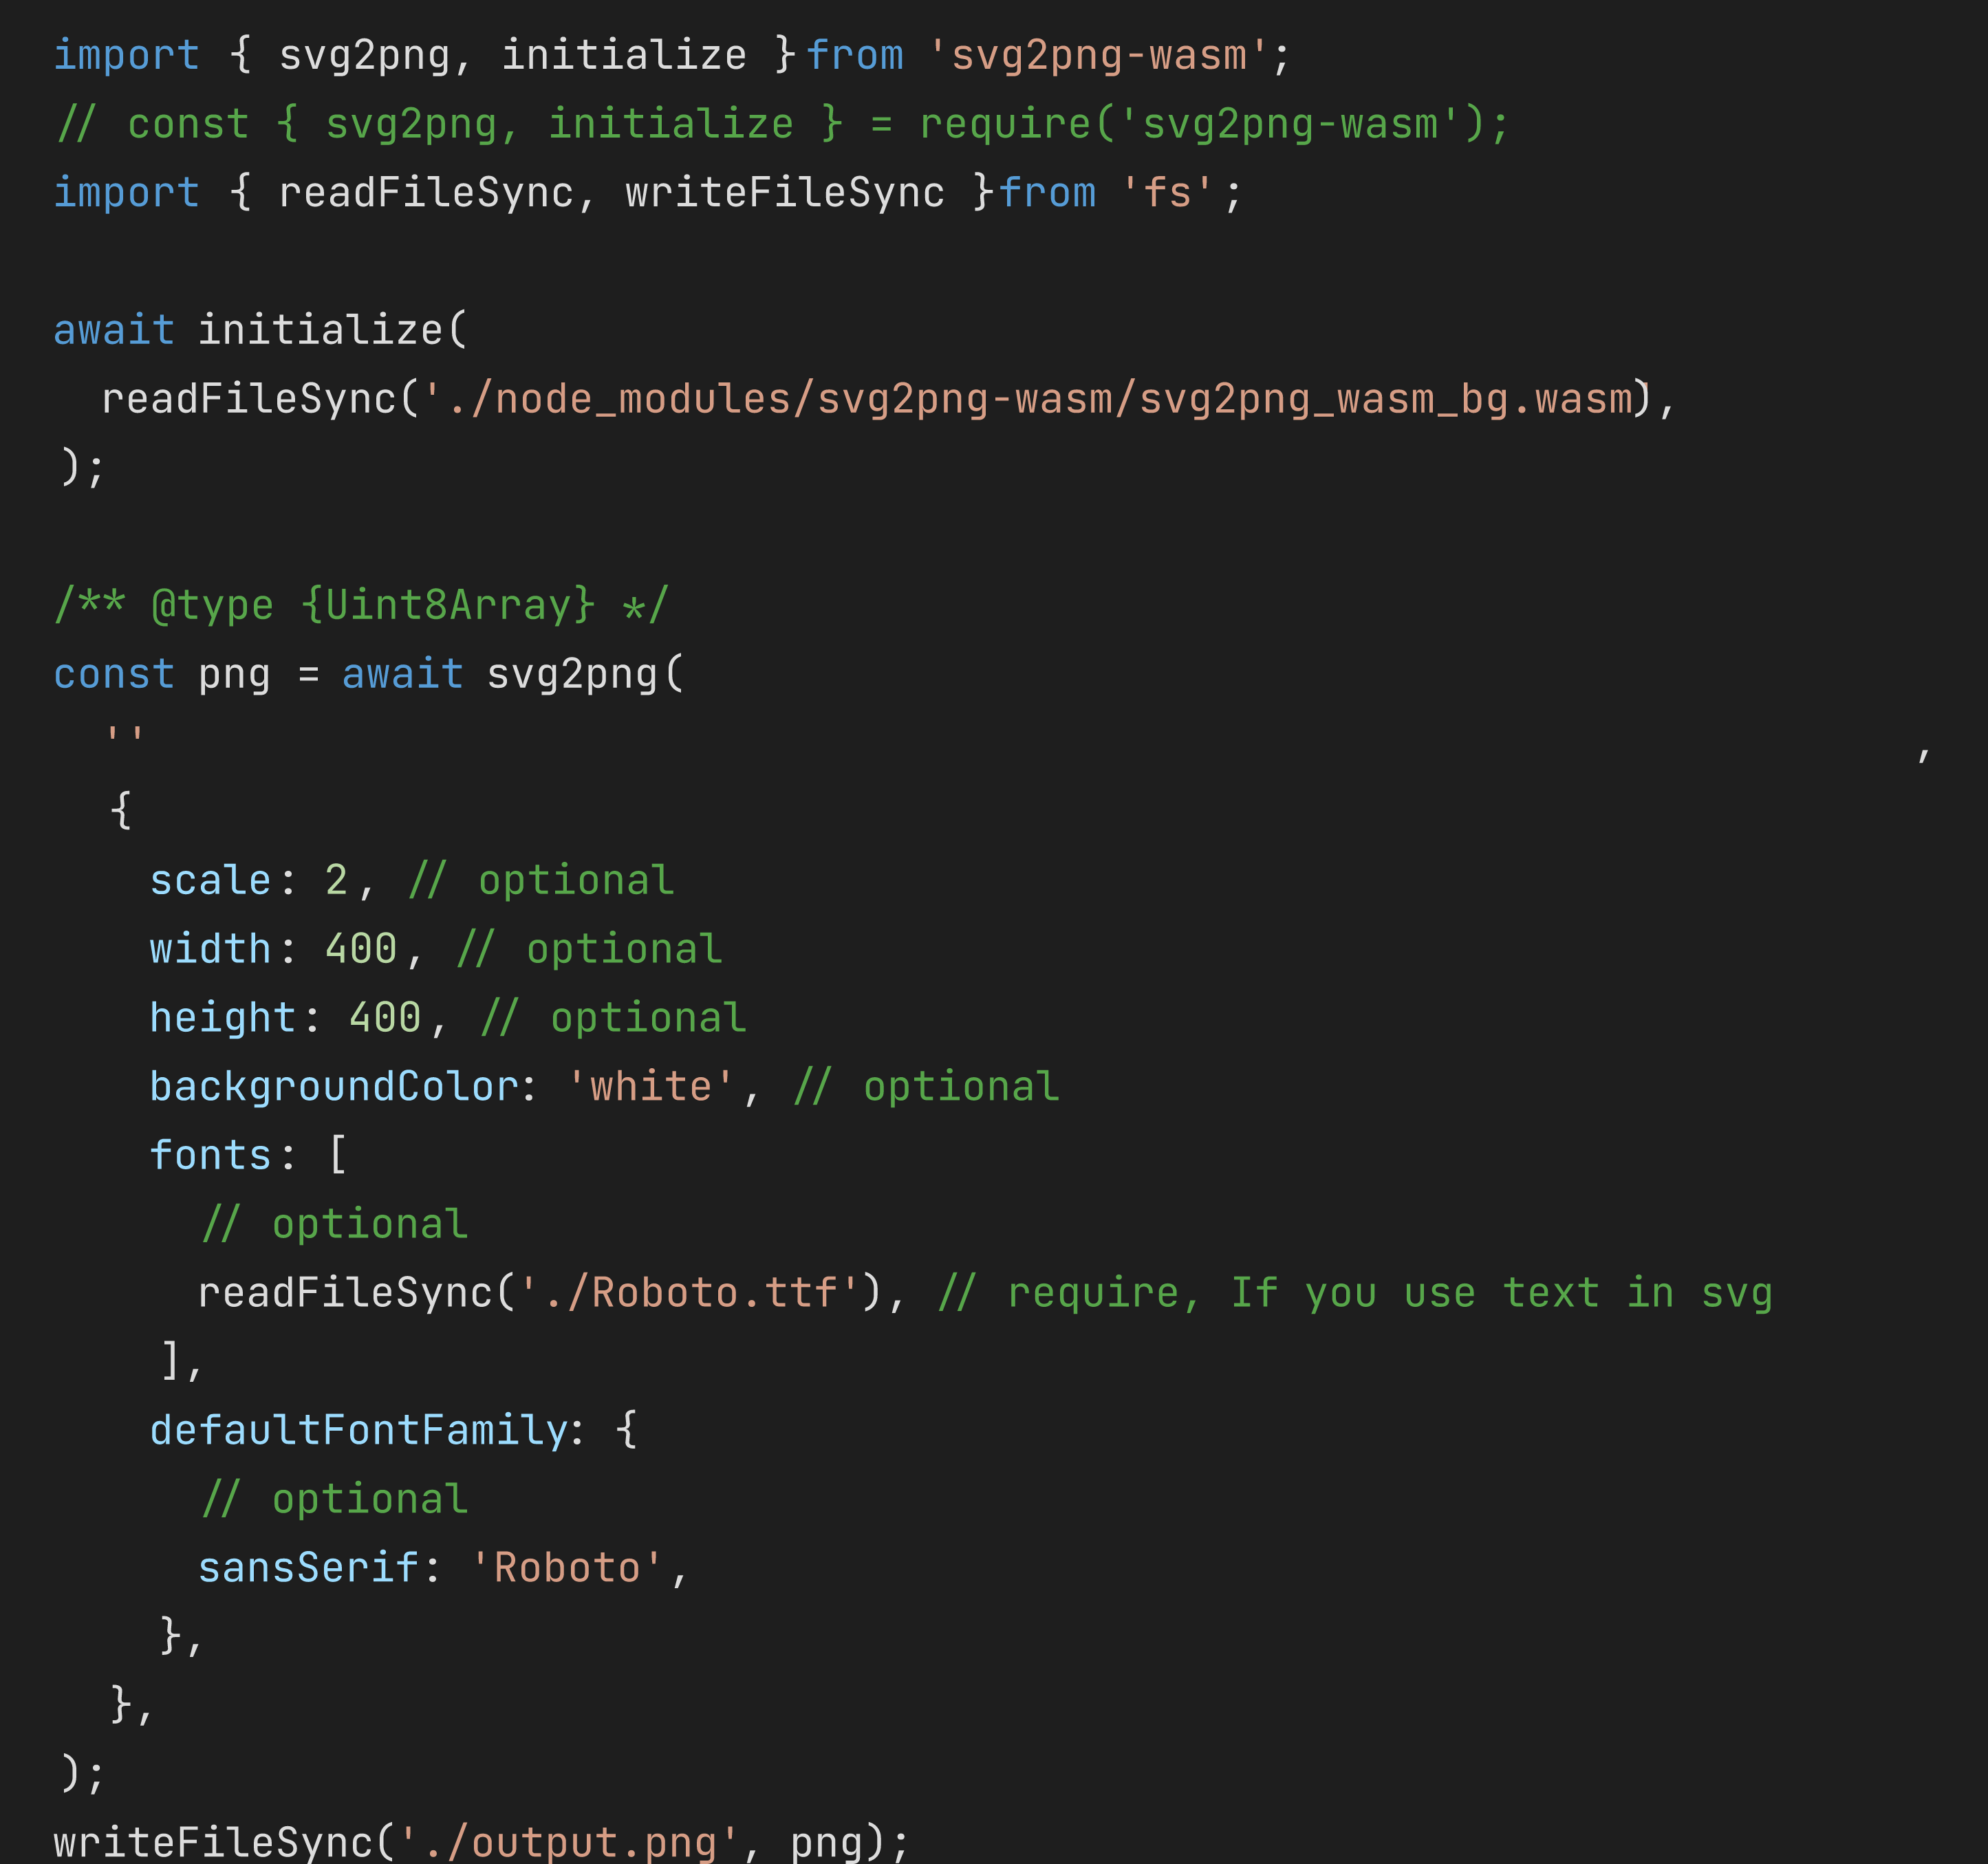 import { svg2png, initialize }from 'svg2png-wasm';
// const { svg2png, initialize } = require('svg2png-wasm');
import { readFileSync, writeFileSync }from 'fs';
await initialize(
readFileSync('./node_modules/svg2png-wasm/svg2png_wasm_bg.wasm),
);
/** @type {Uint8Array} */
const png = await svg2png(
'' ,
{
scale: 2, // optional
width: 400, // optional
height: 400, // optional
backgroundColor: 'white', // optional
fonts: [
// optional
readFileSync('./Roboto.ttf'), // require, If you use text in svg
],
defaultFontFamily: {
// optional
sansSerif: 'Roboto',
},
},
);
writeFileSync('./output.png', png);